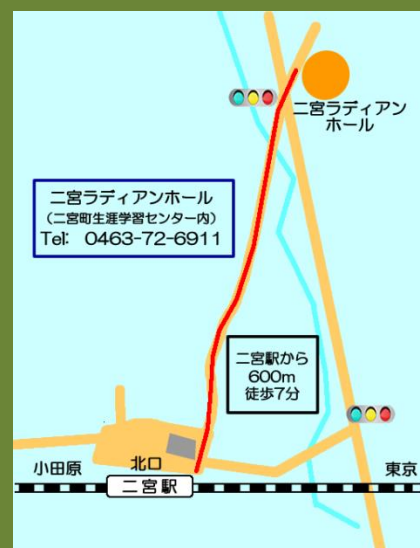 二宮ラディアン
ホール
二宮ラディアンホール
（二宮町生涯学習センター内）
Tel:　0463-72-6911
二宮駅から
600m
徒歩7分
小田原
北口
東京
二宮駅